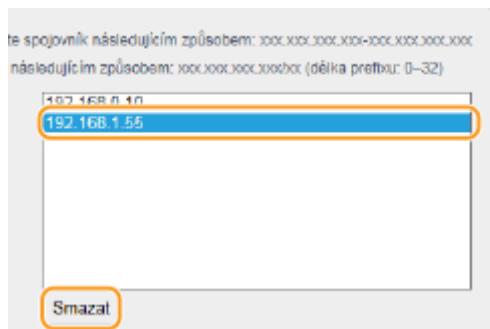 te spojovník následujícím způsobem: xxx.xxx.xxx.xxx-xxx.xxx.xxx.xxx
následujícím způsobem: xxx.xxx.xxx.xxx/xx (délka prefixu: 0–32)
192.168.0.10
192.168.1.55
Smazat